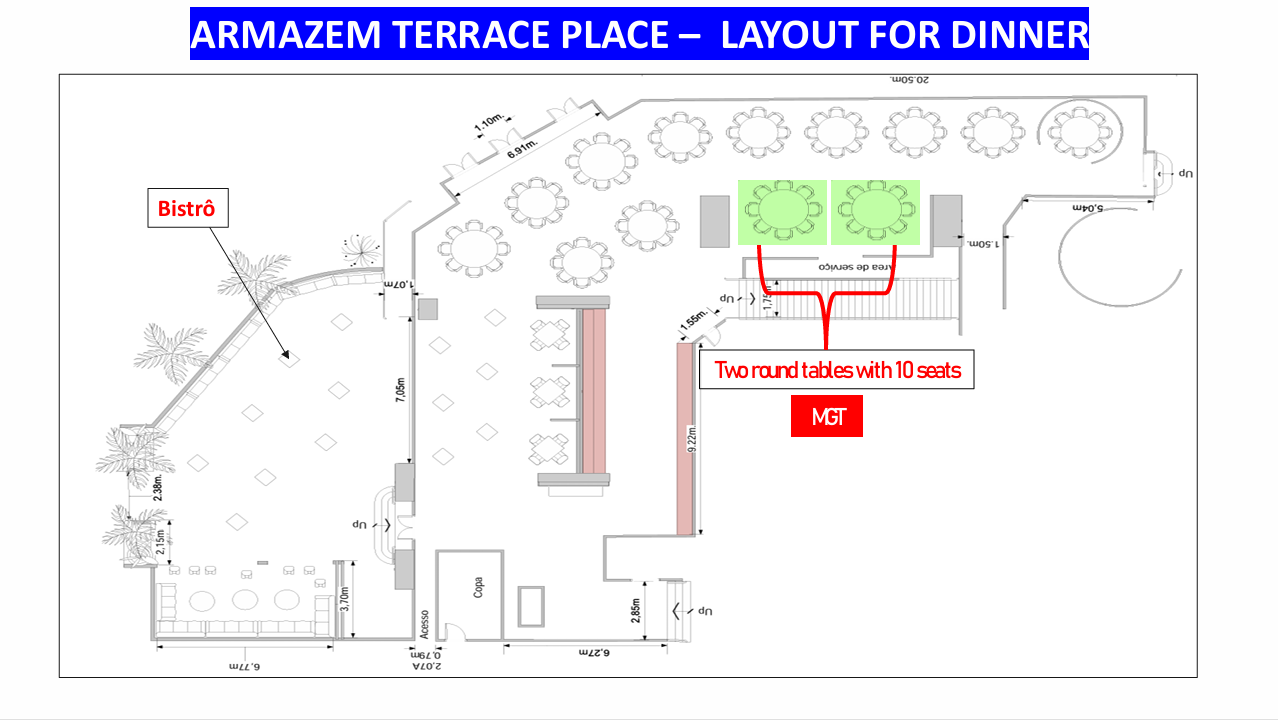 ARMAZEM TERRACE PLACE – LAYOUT FOR DINNER
20.50m.
1.10m.
6.91m.
Up
Bistrô
5,04m
1.50m.
Área de serviço
1,07m
Up
1,75m
1.55m.
Two round tables with 10 seats
7,05m
MGT
9.22m.
2.38m.
Up
2,15m
Copa
3,70m
2,85m
Up
Acesso
0.79m
2,07A
6,27m
6,77m